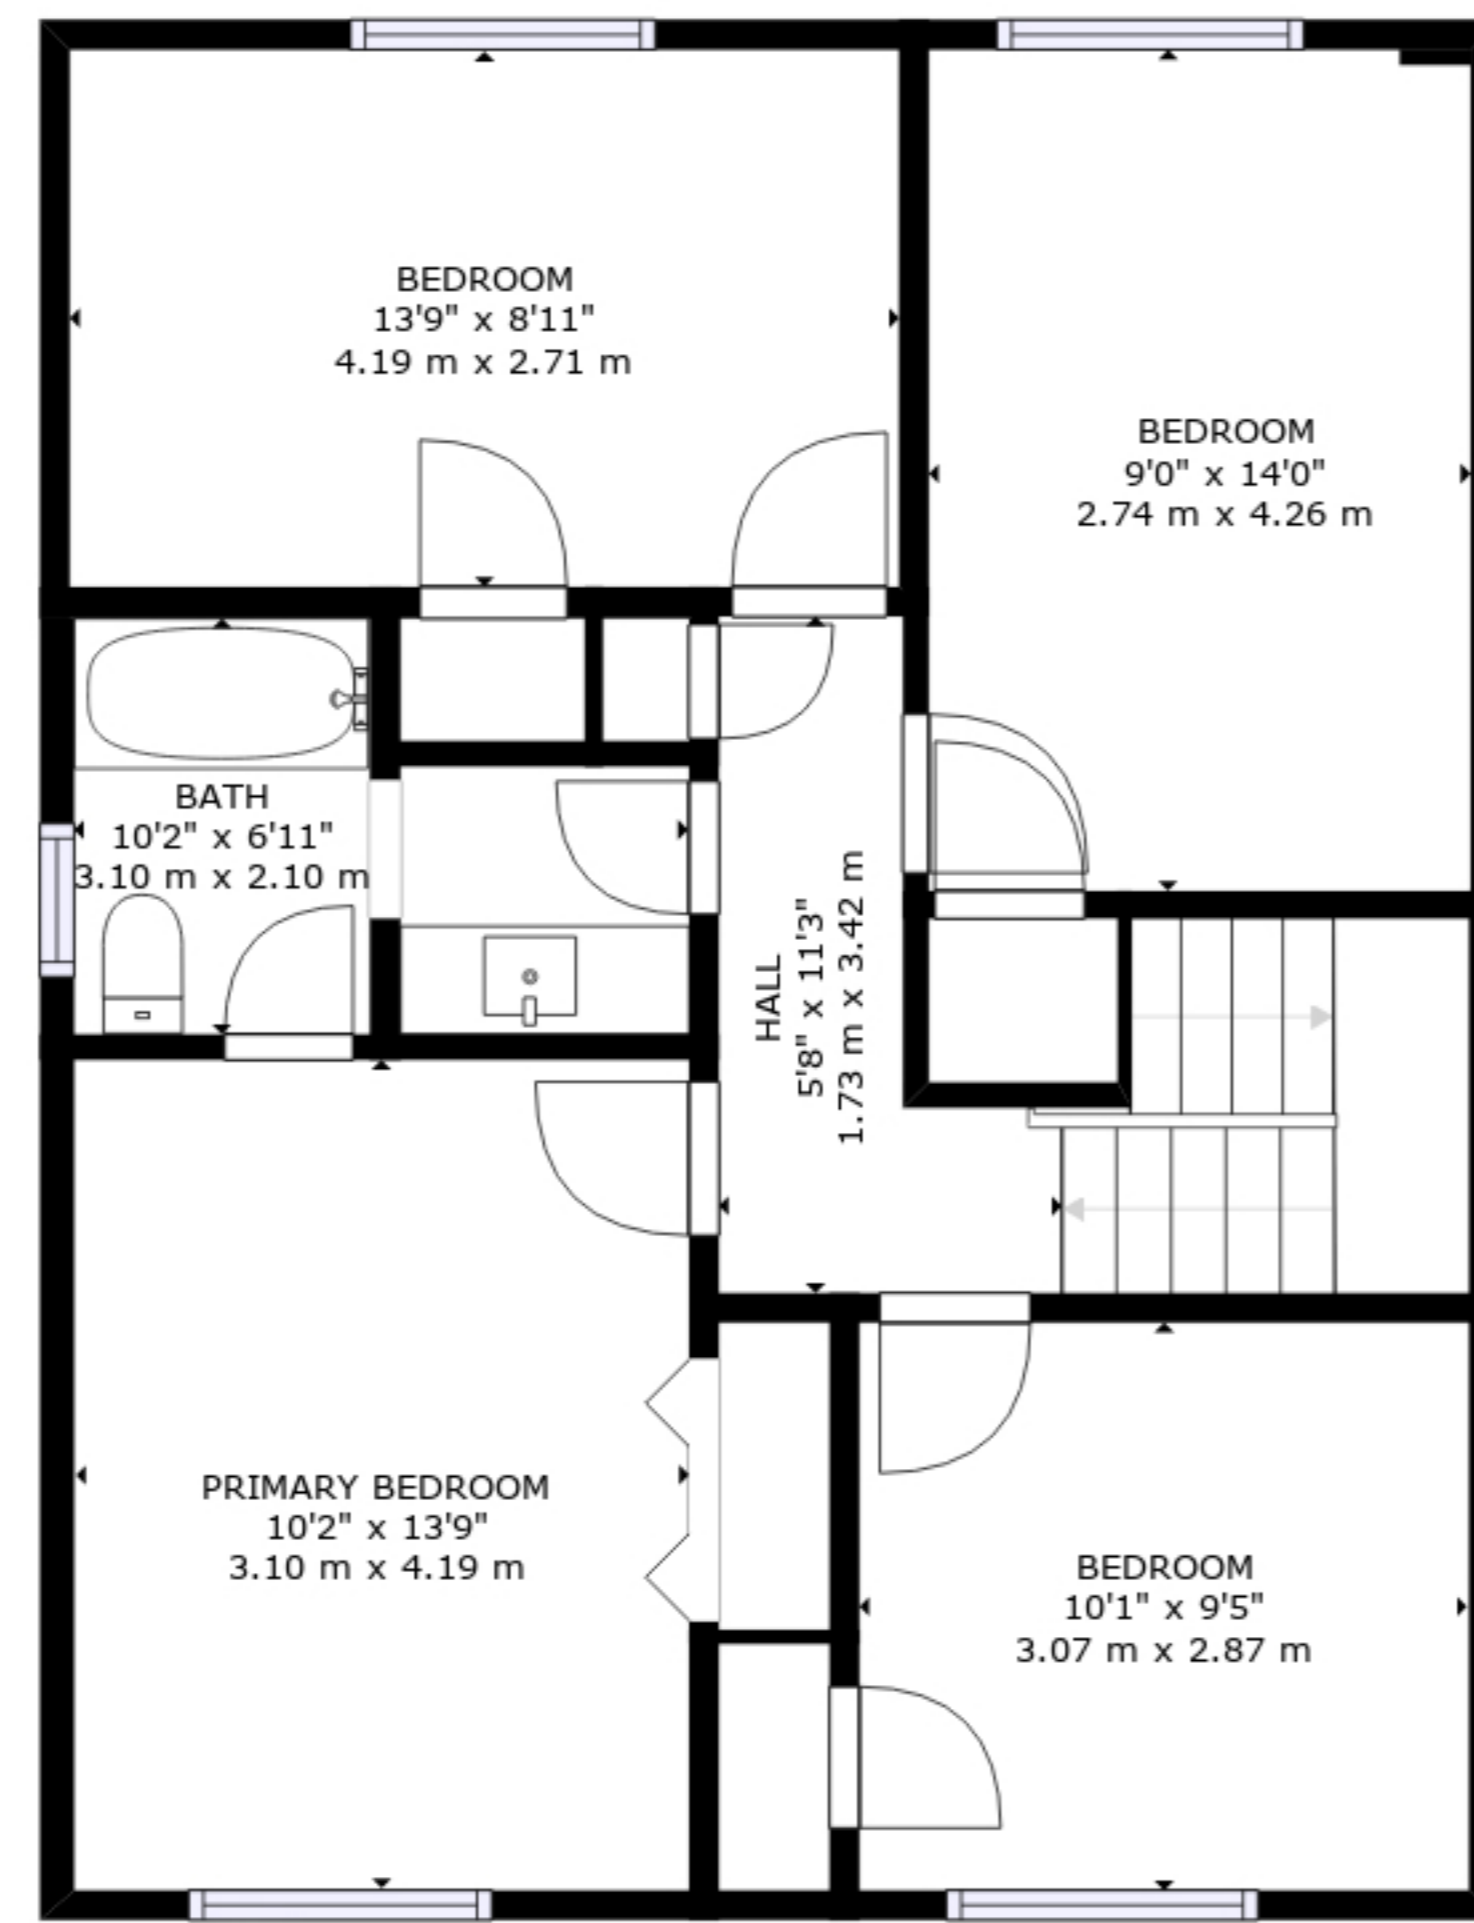 BEDROOM
13'9" x 8'11"
4.19 m x 2.71 m
BEDROOM
9'0" x 14'0"
2.74 m x 4.26 m
BATH
10'2" x 6'11"
3.10 m x 2.10 m
HALL
5'8" x 11'3"
1.73 m x 3.42 m
PRIMARY BEDROOM
10'2" x 13'9"
3.10 m x 4.19 m
BEDROOM
10'1" x 9'5"
3.07 m x 2.87 m